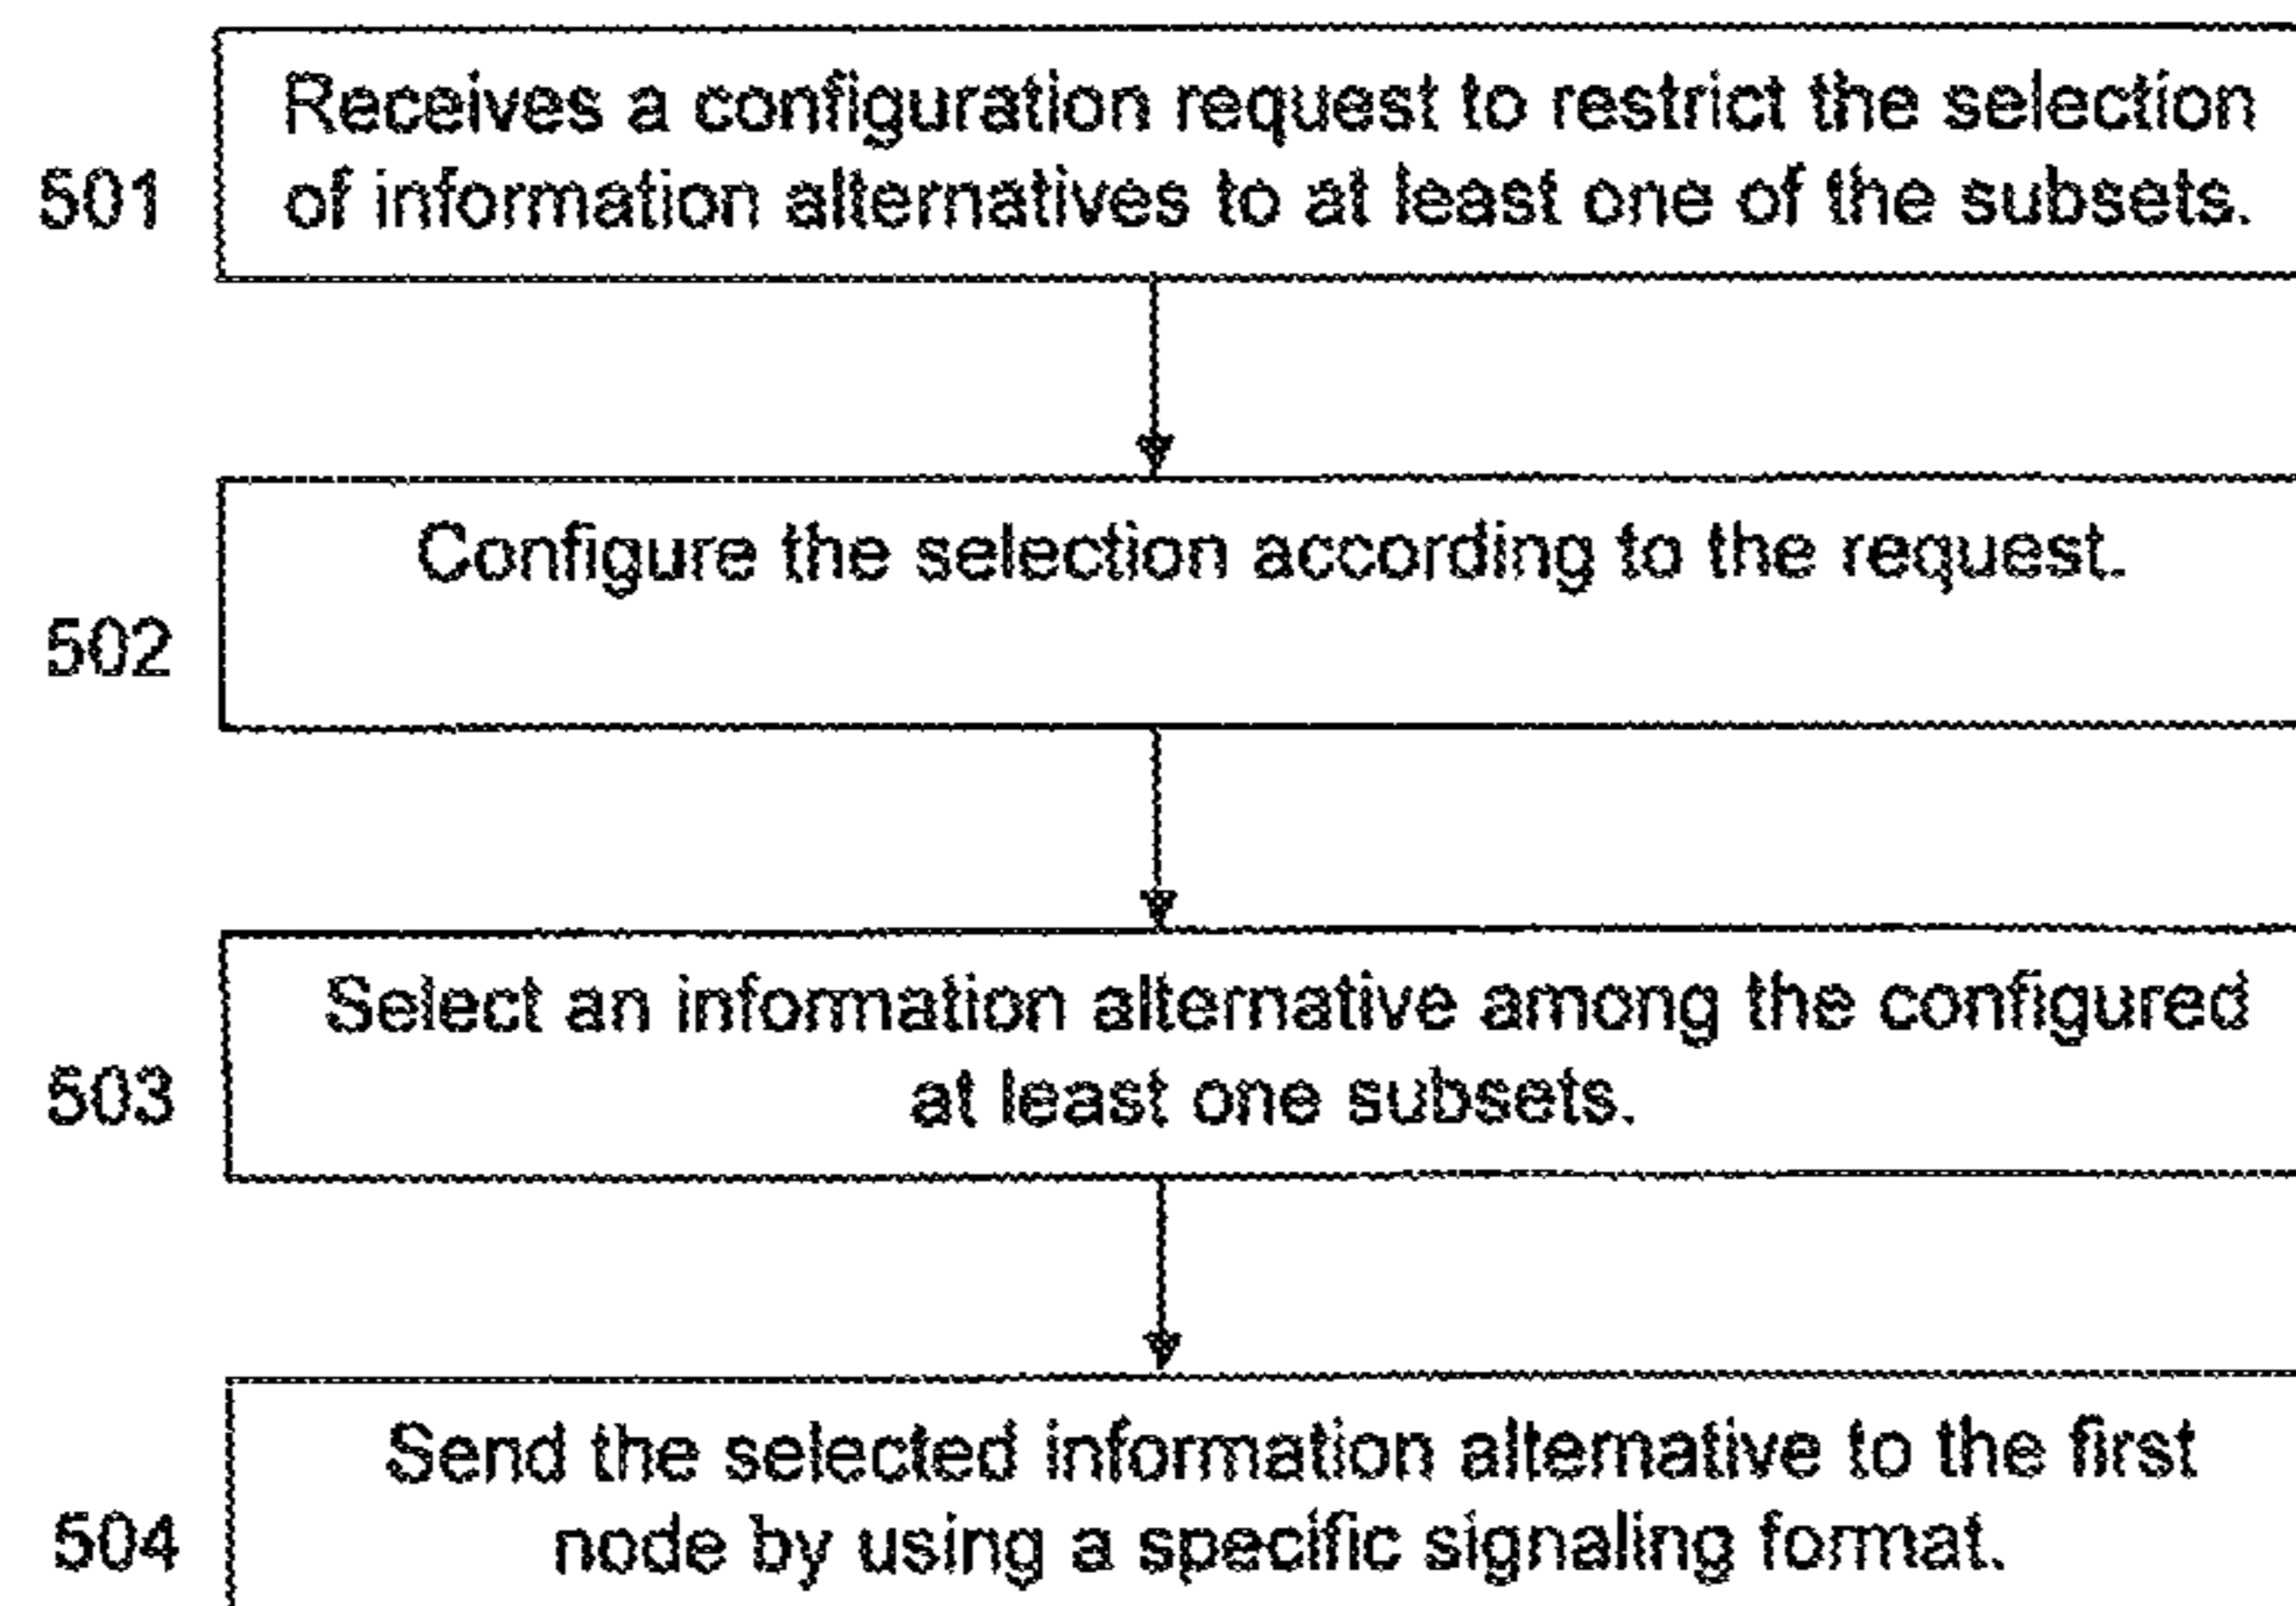 Receives a configuration request to restrict the selection
501
of information alternatives to at least one of the subsets.
Configure the selection according to the request.
502
Select an information alternative among the configured
503
at least one subsets.
Send the selected information alternative to the first
504
node by using a specific signaling format.